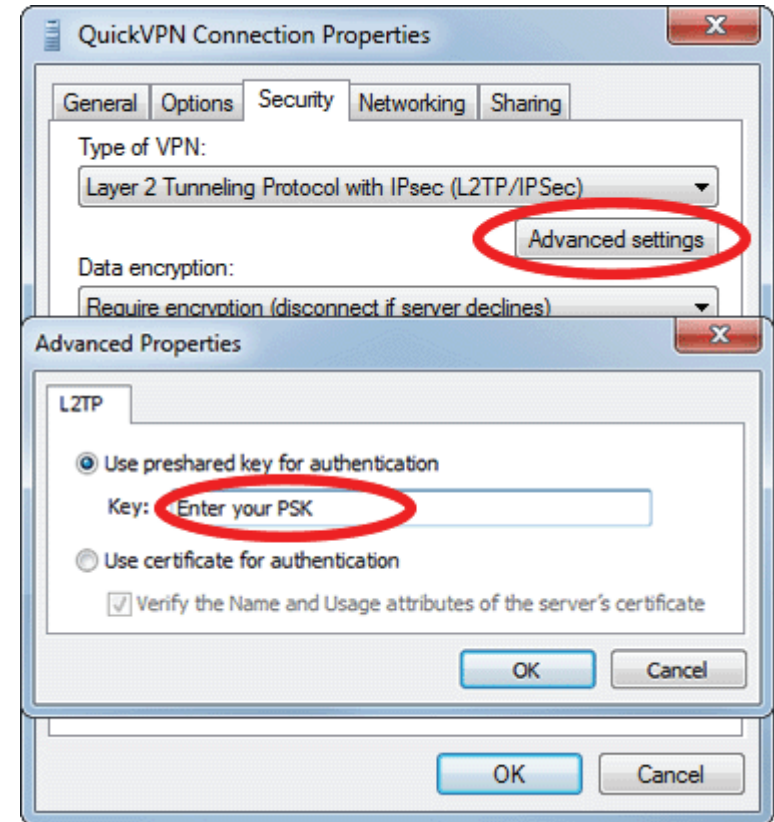 QuickVPN Connection Properties
General Options Security Networking Sharing
Type of VPN:
Layer 2 Tunneling Protocol with IPsec (L2TP/IPSec)
Advanced settings
Data encryption:
Require encryption (disconnect if server declines)
Advanced Properties
L2TP
Use preshared key for authentication
Key: Enter your PSK
Use certificate for authentication
Verify the Name and Usage attributes of the server's certificate
OK Cancel
OK Cancel